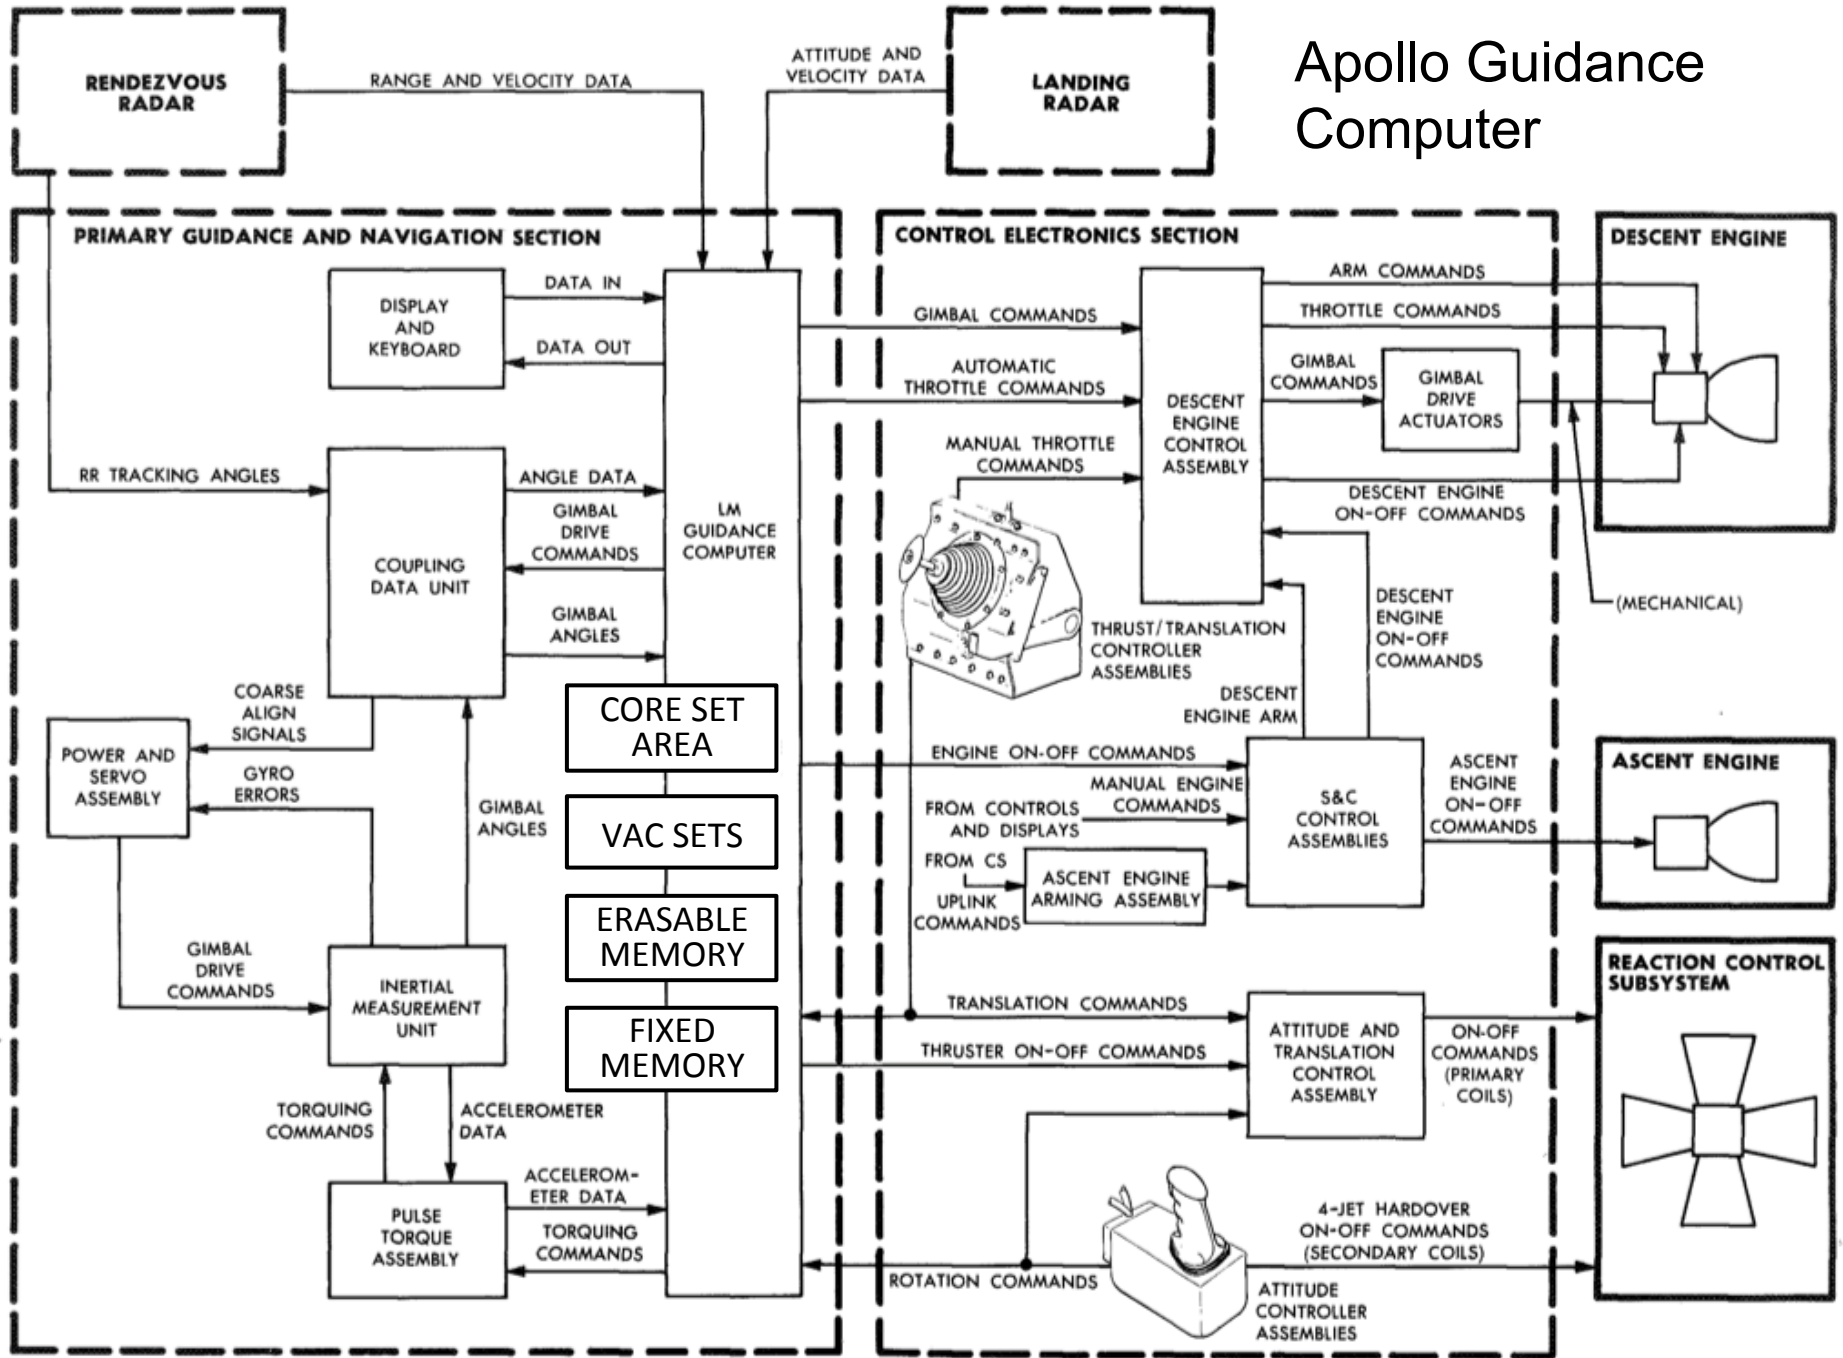 Apollo Guidance
Computer
RENDEZVOUS
RADAR
RANGE AND VELOCITY DATA
ATTITUDE AND
VELOCITY DATA
LANDING
RADAR
PRIMARY GUIDANCE AND NAVIGATION SECTION
DISPLAY
AND
KEYBOARD
DATA IN
DATA OUT
RR TRACKING ANGLES
COUPLING
DATA UNIT
ANGLE DATA
GIMBAL
DRIVE
COMMANDS
GIMBAL
ANGLES
LM
GUIDANCE
COMPUTER
COARSE
ALIGN
SIGNALS
POWER AND
SERVO
ASSEMBLY
GYRO
ERRORS
GIMBAL
ANGLES
CORE SET
AREA
VAC SETS
ERASABLE
MEMORY
FIXED
MEMORY
GIMBAL
DRIVE
COMMANDS
INERTIAL
MEASUREMENT
UNIT
TORQUING
COMMANDS
ACCELEROMETER
DATA
PULSE
TORQUE
ASSEMBLY
ACCELEROM-
ETER DATA
TORQUING
COMMANDS
CONTROL ELECTRONICS SECTION
GIMBAL COMMANDS
AUTOMATIC
THROTTLE COMMANDS
MANUAL THROTTLE
COMMANDS
DESCENT
ENGINE
CONTROL
ASSEMBLY
ARM COMMANDS
THROTTLE COMMANDS
GIMBAL
COMMANDS
GIMBAL
DRIVE
ACTUATORS
DESCENT ENGINE
ON-OFF COMMANDS
DESCENT ENGINE
(MECHANICAL)
THRUST/TRANSLATION
CONTROLLER
ASSEMBLIES
DESCENT
ENGINE ARM
DESCENT
ENGINE
ON-OFF
COMMANDS
ENGINE ON-OFF COMMANDS
MANUAL ENGINE
COMMANDS
FROM CONTROLS
AND DISPLAYS
FROM CS
UPLINK
COMMANDS
ASCENT ENGINE
ARMING ASSEMBLY
S&C
CONTROL
ASSEMBLIES
ASCENT
ENGINE
ON-OFF
COMMANDS
ASCENT ENGINE
TRANSLATION COMMANDS
THRUSTER ON-OFF COMMANDS
ATTITUDE AND
TRANSLATION
CONTROL
ASSEMBLY
ON-OFF
COMMANDS
(PRIMARY
COILS)
REACTION CONTROL
SUBSYSTEM
ROTATION COMMANDS
4-JET HARDOVER
ON-OFF COMMANDS
(SECONDARY COILS)
ATTITUDE
CONTROLLER
ASSEMBLIES